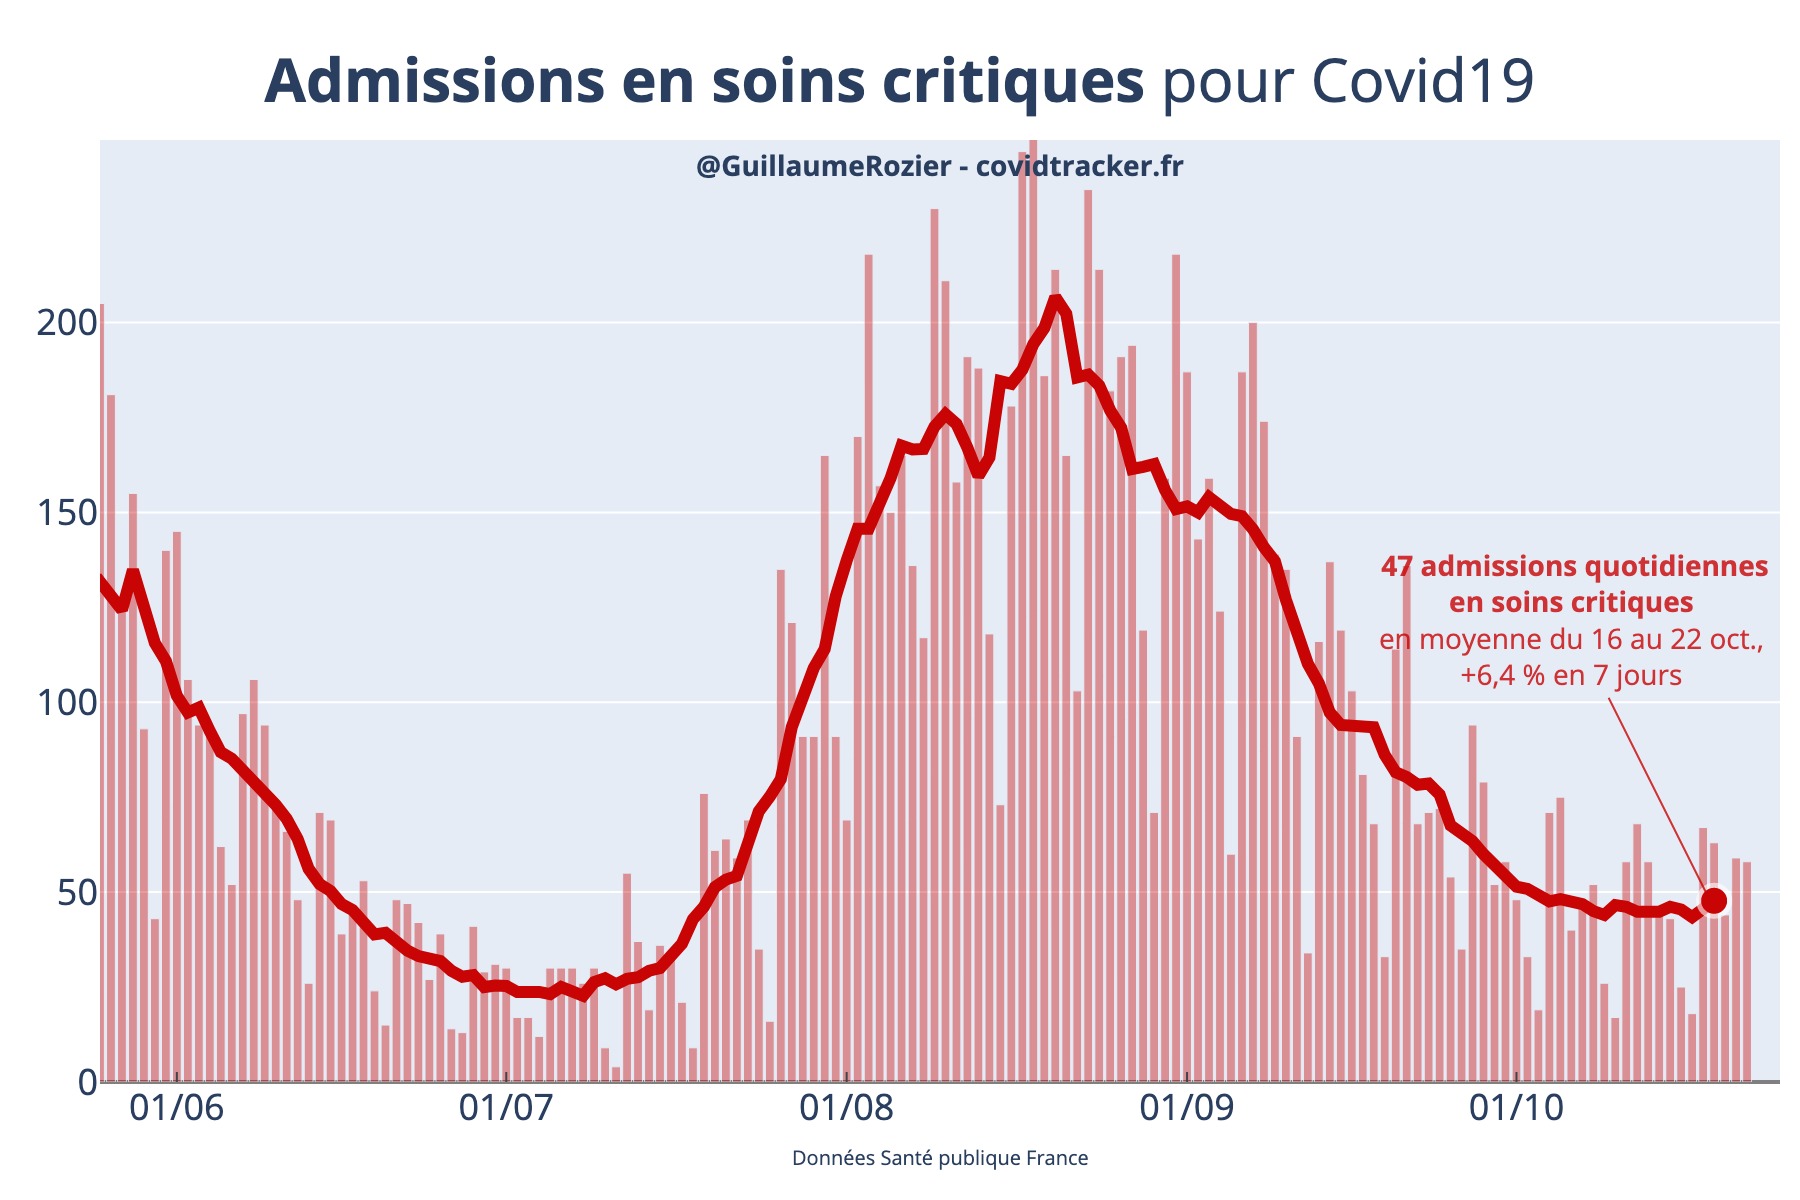 Admissions en soins critiques pour Covid19
@GuillaumeRozier - covidtracker.fr
200
150
47 admissions quotidiennes
en soins critiques
en moyenne du 16 au 22 oct.,
+6,4 % en 7 jours
100
50
0
01/06 01/07 01/08 01/09 01/10
Données Santé publique France